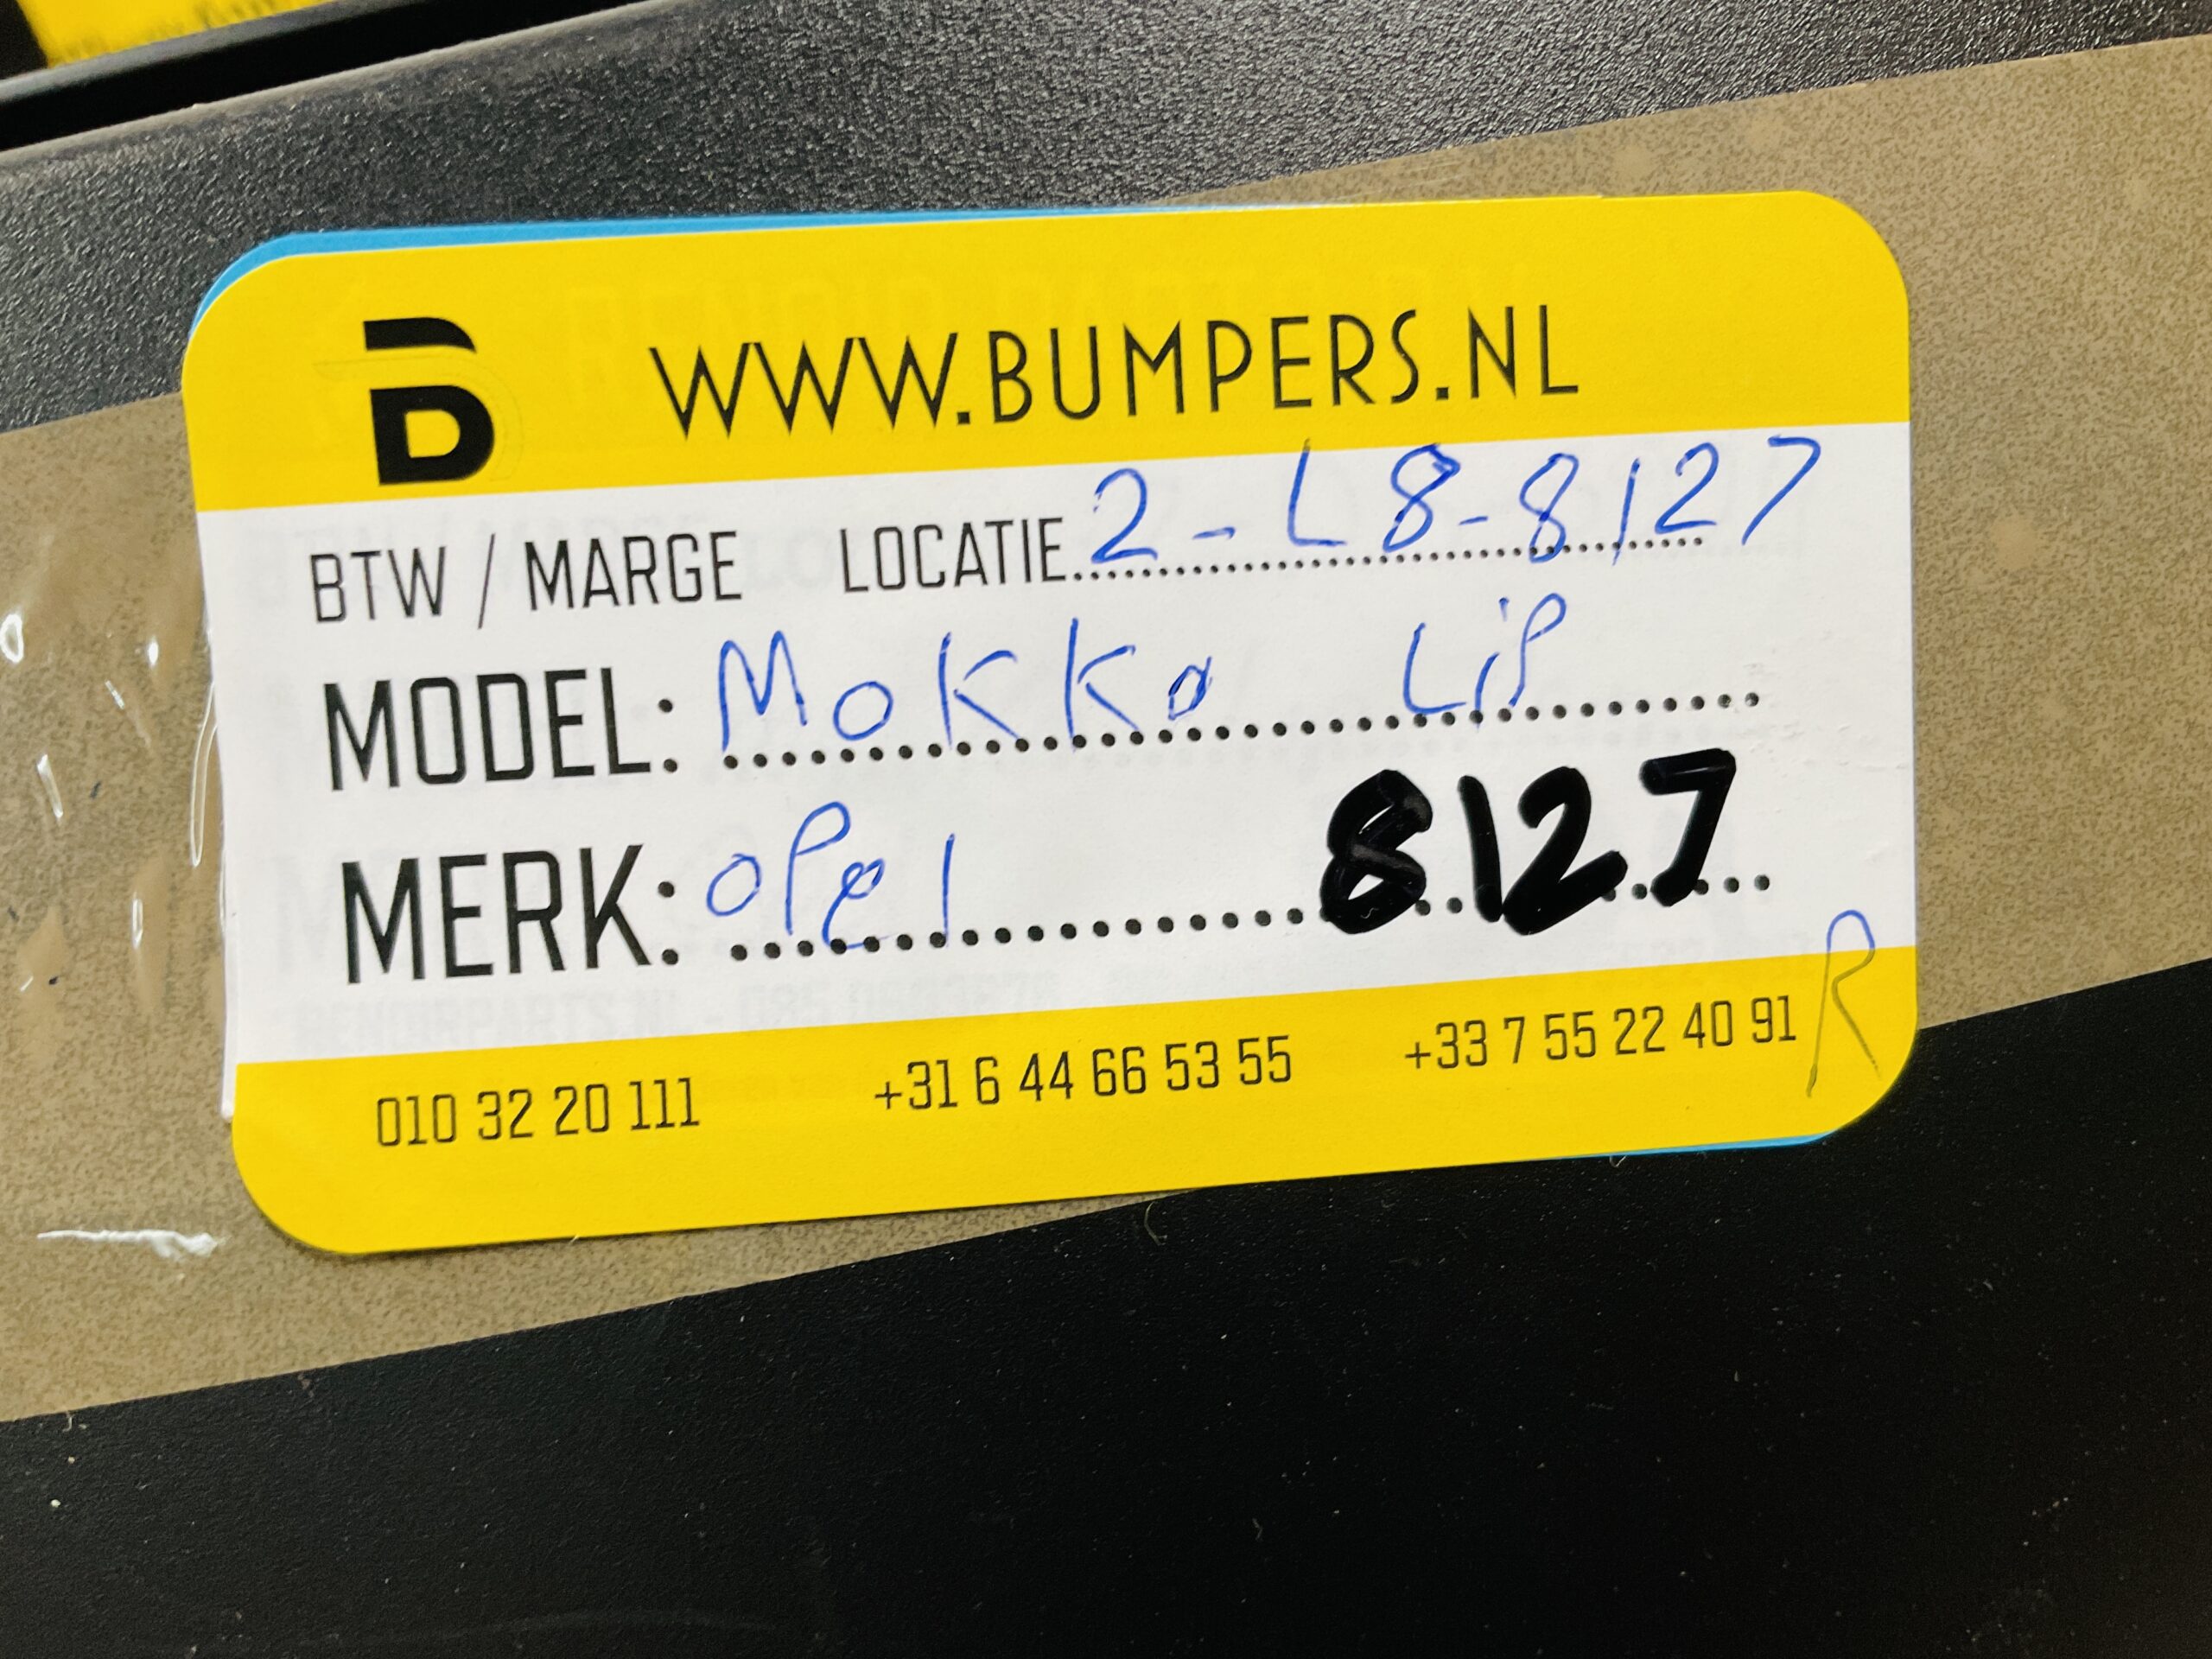 B WWW.BUMPERS.NL
BTW / MARGE LOCATIE 2-L8-8127
MODEL: Mokka Lip
MERK: OPel 8127
R
010 32 20 111 +31 6 44 66 53 55 +33 7 55 22 40 91